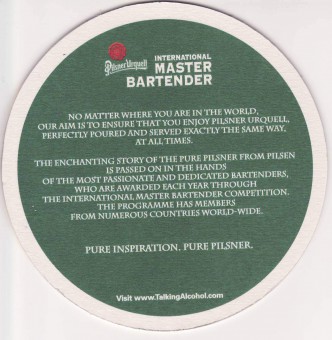 Pilsner Urquell
INTERNATIONAL
MASTER
BARTENDER
NO MATTER WHERE YOU ARE IN THE WORLD,
OUR AIM IS TO ENSURE THAT YOU ENJOY PILSNER URQUELL,
PERFECTLY POURED AND SERVED EXACTLY THE SAME WAY,
AT ALL TIMES.
THE ENCHANTING STORY OF THE PURE PILSNER FROM PILSEN
IS PASSED ON IN THE HANDS
OF THE MOST PASSIONATE AND DEDICATED BARTENDERS,
WHO ARE AWARDED EACH YEAR THROUGH
THE INTERNATIONAL MASTER BARTENDER COMPETITION.
THE PROGRAMME HAS MEMBERS
FROM NUMEROUS COUNTRIES WORLD-WIDE.
PURE INSPIRATION. PURE PILSNER.
Visit www.TalkingAlcohol.com